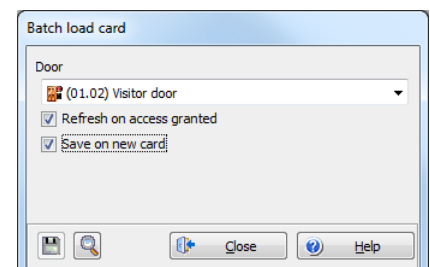 Batch load card
Door
(01.02) Visitor door
Refresh on access granted
Save on new card
Close
Help